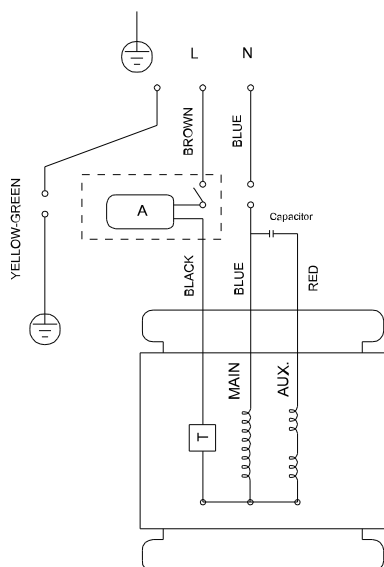 L
N
BROWN
BLUE
YELLOW-GREEN
A
Capacitor
BLACK
BLUE
RED
MAIN
AUX.
T